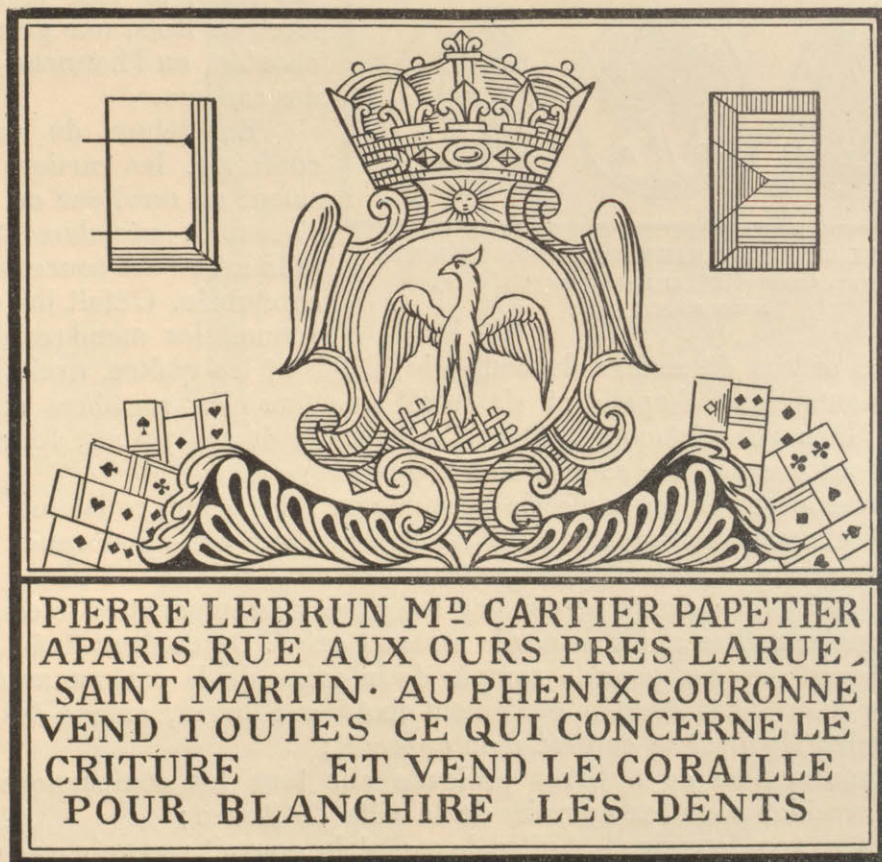 PIERRE LEBRUN Mᴰ CARTIER PAPETIER
APARIS RUE AUX OURS PRES LARUE,
SAINT MARTIN· AU PHENIX COURONNE
VEND TOUTES CE QUI CONCERNE LE
CRITURE ET VEND LE CORAILLE
POUR BLANCHIRE LES DENTS